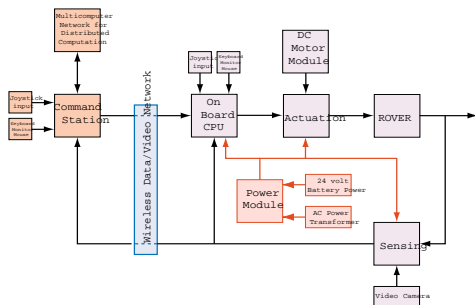 Multicomputer
Network for
Distributed
Computation
Joystick
input
Keyboard
Monitor
Mouse
Command
Station
Wireless Data/Video Network
Joystick
input
Keyboard
Monitor
Mouse
On
Board
CPU
DC
Motor
Module
Actuation
ROVER
Power
Module
24 volt
Battery Power
AC Power
Transformer
Sensing
Video Camera